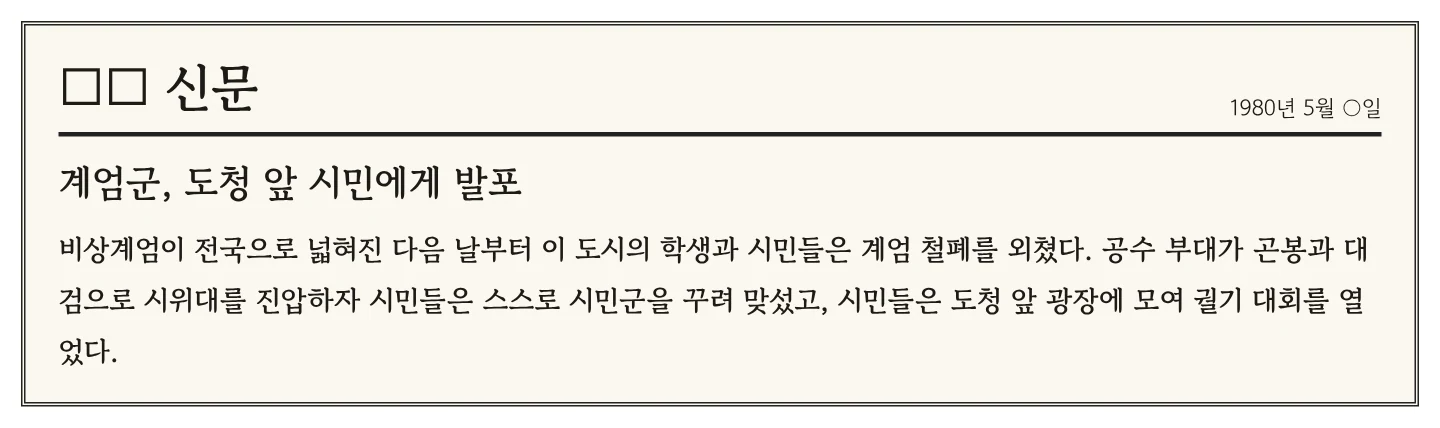 □□ 신문
1980년 5월 ○일
계엄군, 도청 앞 시민에게 발포
비상계엄이 전국으로 넓혀진 다음 날부터 이 도시의 학생과 시민들은 계엄 철폐를 외쳤다. 공수 부대가 곤봉과 대
검으로 시위대를 진압하자 시민들은 스스로 시민군을 꾸려 맞섰고, 시민들은 도청 앞 광장에 모여 궐기 대회를 열
었다.